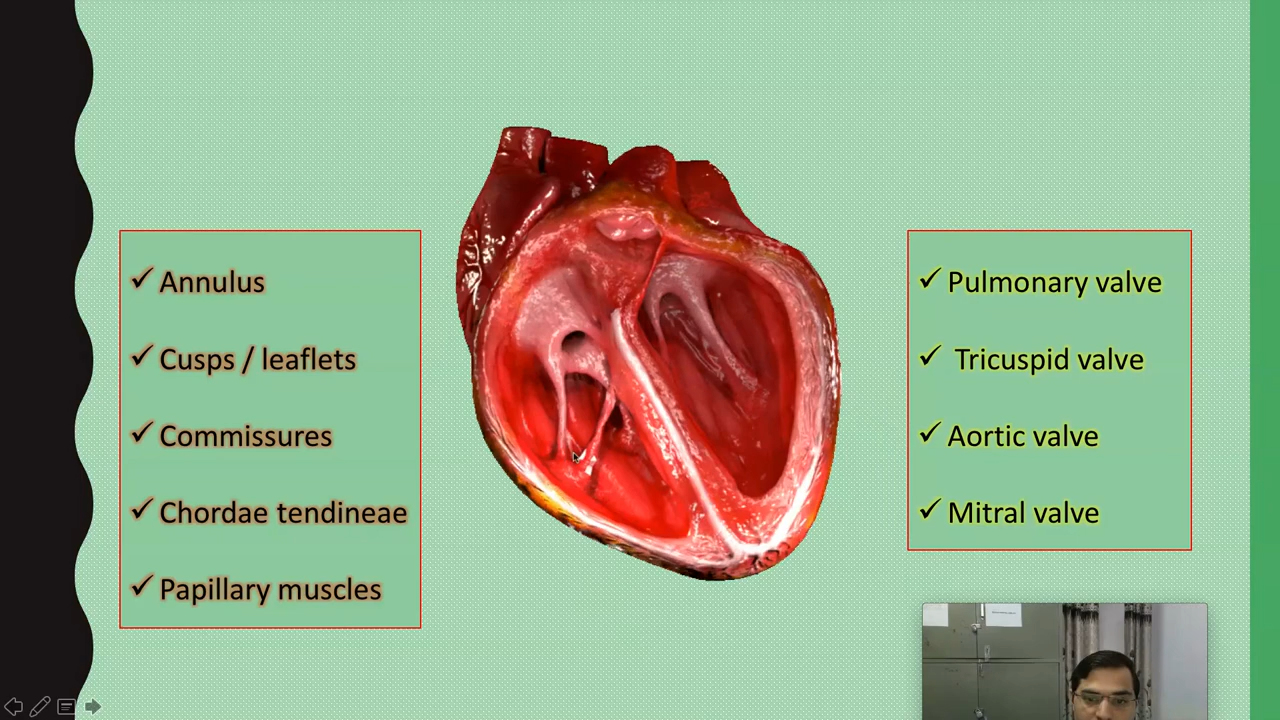 ✓ Annulus
✓ Cusps / leaflets
✓ Commissures
✓ Chordae tendineae
✓ Papillary muscles
✓ Pulmonary valve
✓ Tricuspid valve
✓ Aortic valve
✓ Mitral valve